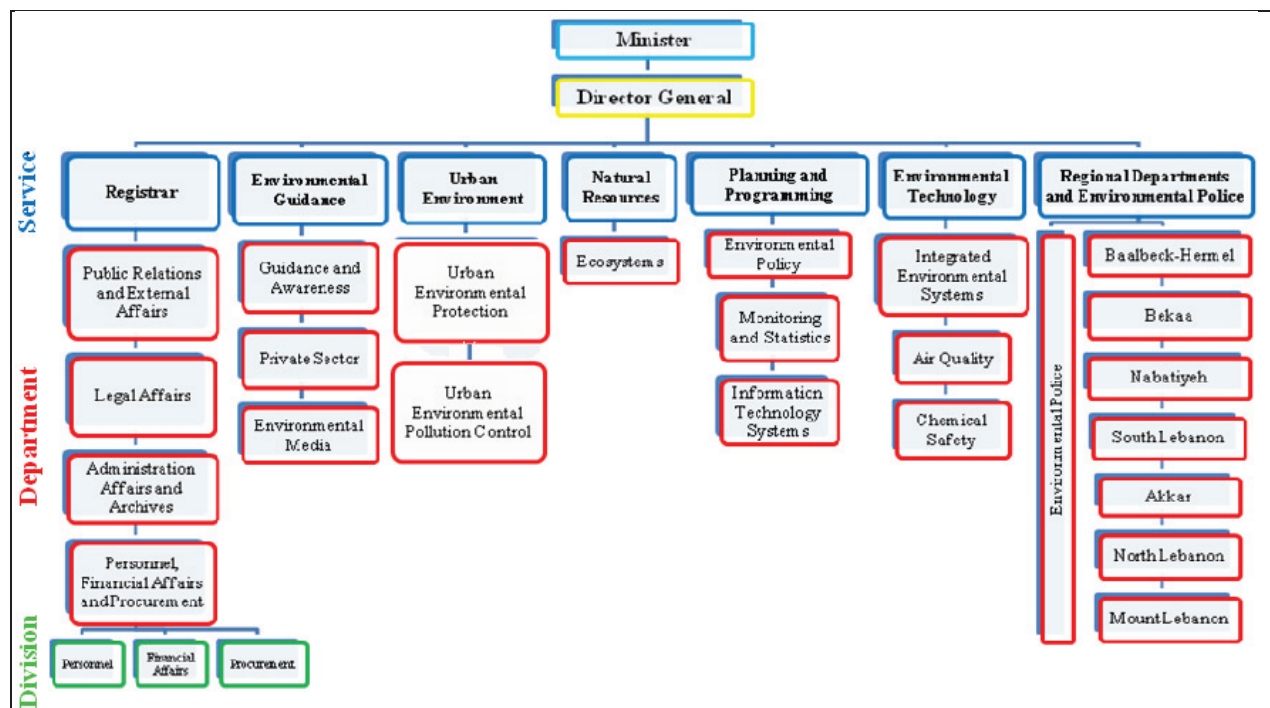 Minister
Director General
Service
Registrar
Environmental
Guidance
Urban
Environment
Natural
Resources
Planning and
Programming
Environmental
Technology
Regional Departments
and Environmental Police
Department
Public Relations
and External
Affairs
Legal Affairs
Administration
Affairs and
Archives
Personnel,
Financial Affairs
and Procurement
Guidance and
Awareness
Private Sector
Environmental
Media
Urban
Environmental
Protection
Urban
Environmental
Pollution Control
Ecosystems
Environmental
Policy
Monitoring
and Statistics
Information
Technology
Systems
Integrated
Environmental
Systems
Air Quality
Chemical
Safety
Environmental Police
Baalbeck-Hermel
Bekaa
Nabatiyeh
South Lebanon
Akkar
North Lebanon
Mount Lebanon
Division
Personnel
Financial
Affairs
Procurement